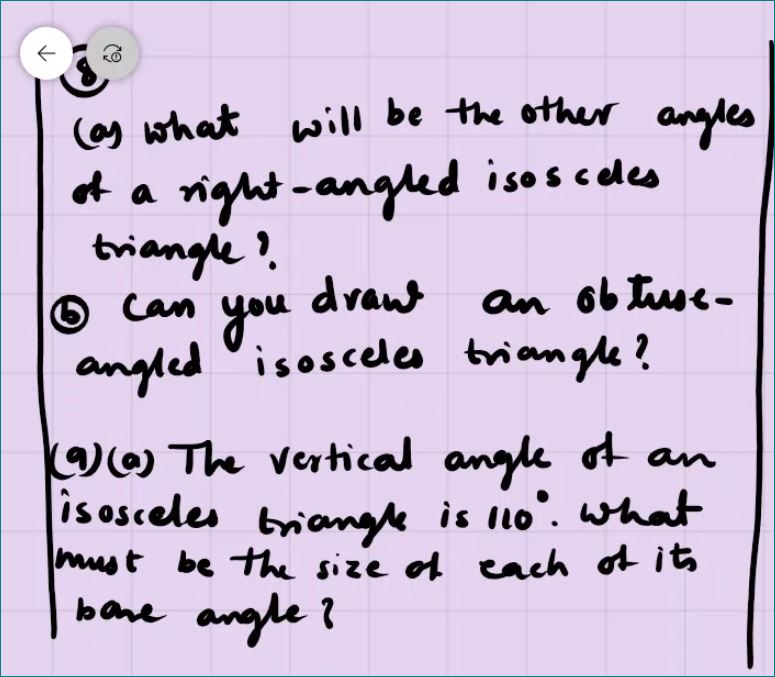 8
(a) what will be the other angles
of a right-angled isosceles
triangle?
(b) Can you draw an obtuse-
angled isosceles triangle?
(9)(a) The vertical angle of an
isosceles triangle is 110°. What
must be the size of each of its
base angle?